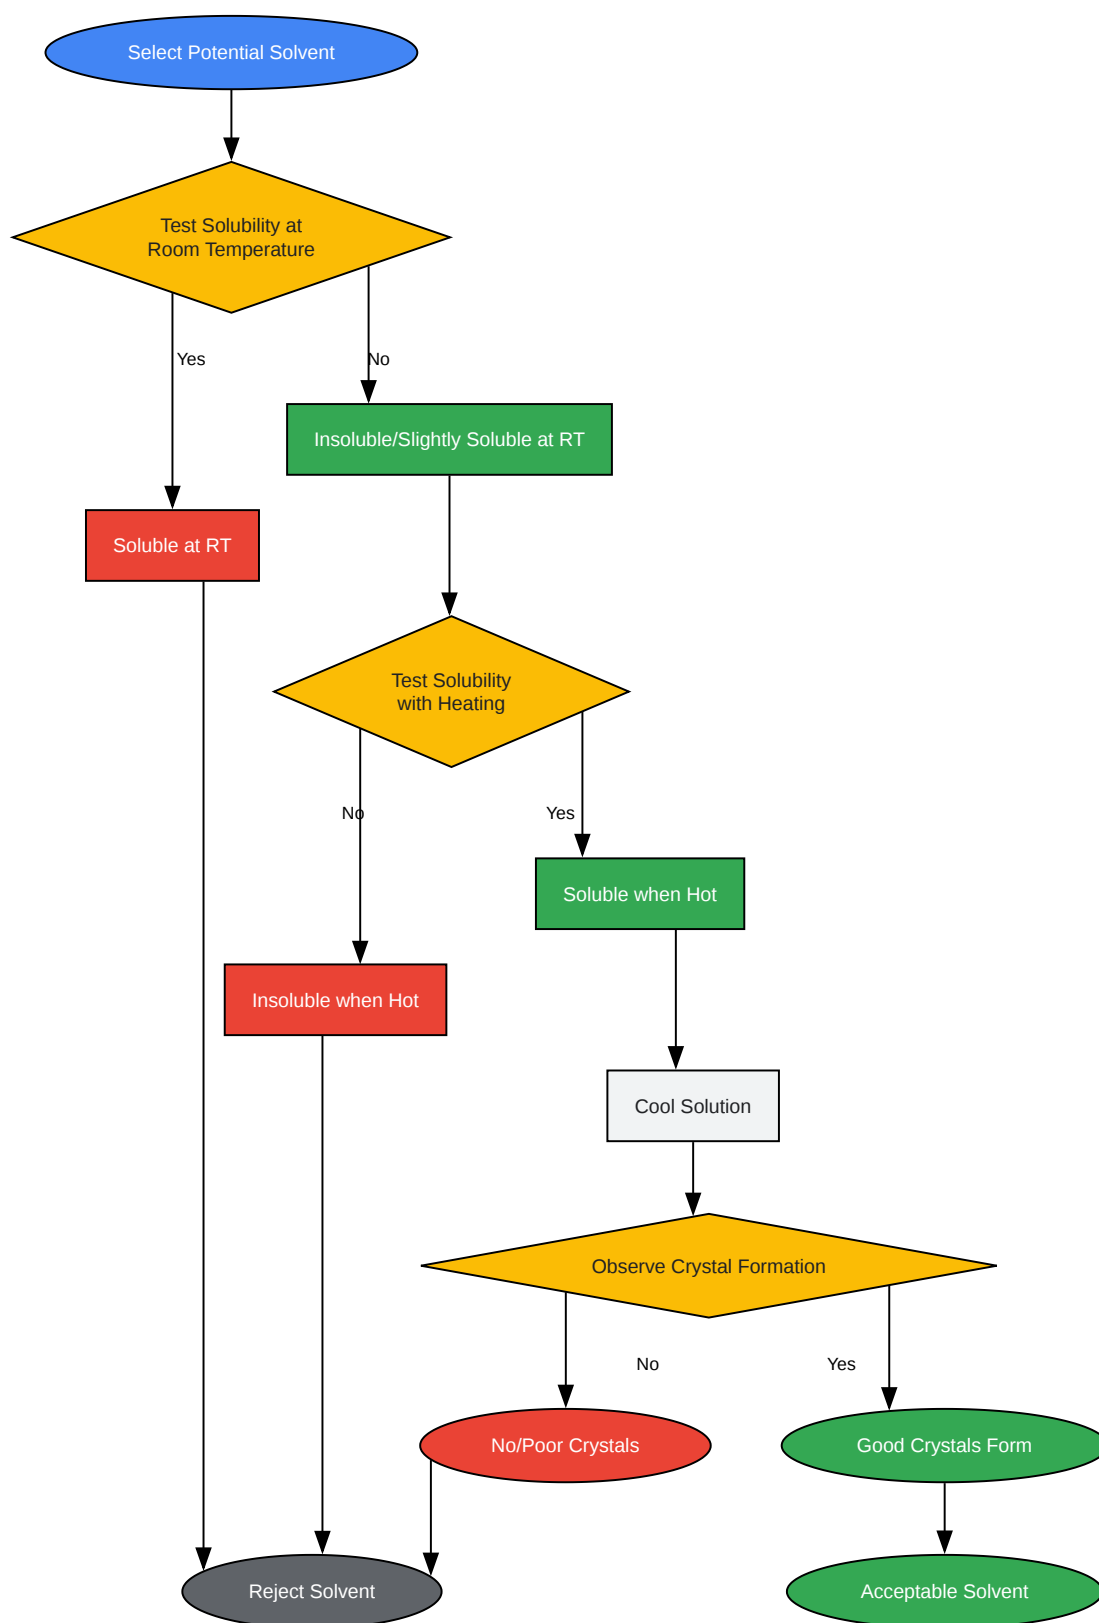 Select Potential Solvent
Test Solubility at
Room Temperature
Yes
No
Insoluble/Slightly Soluble at RT
Soluble at RT
Test Solubility
with Heating
No
Yes
Soluble when Hot
Insoluble when Hot
Cool Solution
Observe Crystal Formation
No
Yes
No/Poor Crystals
Good Crystals Form
Reject Solvent
Acceptable Solvent